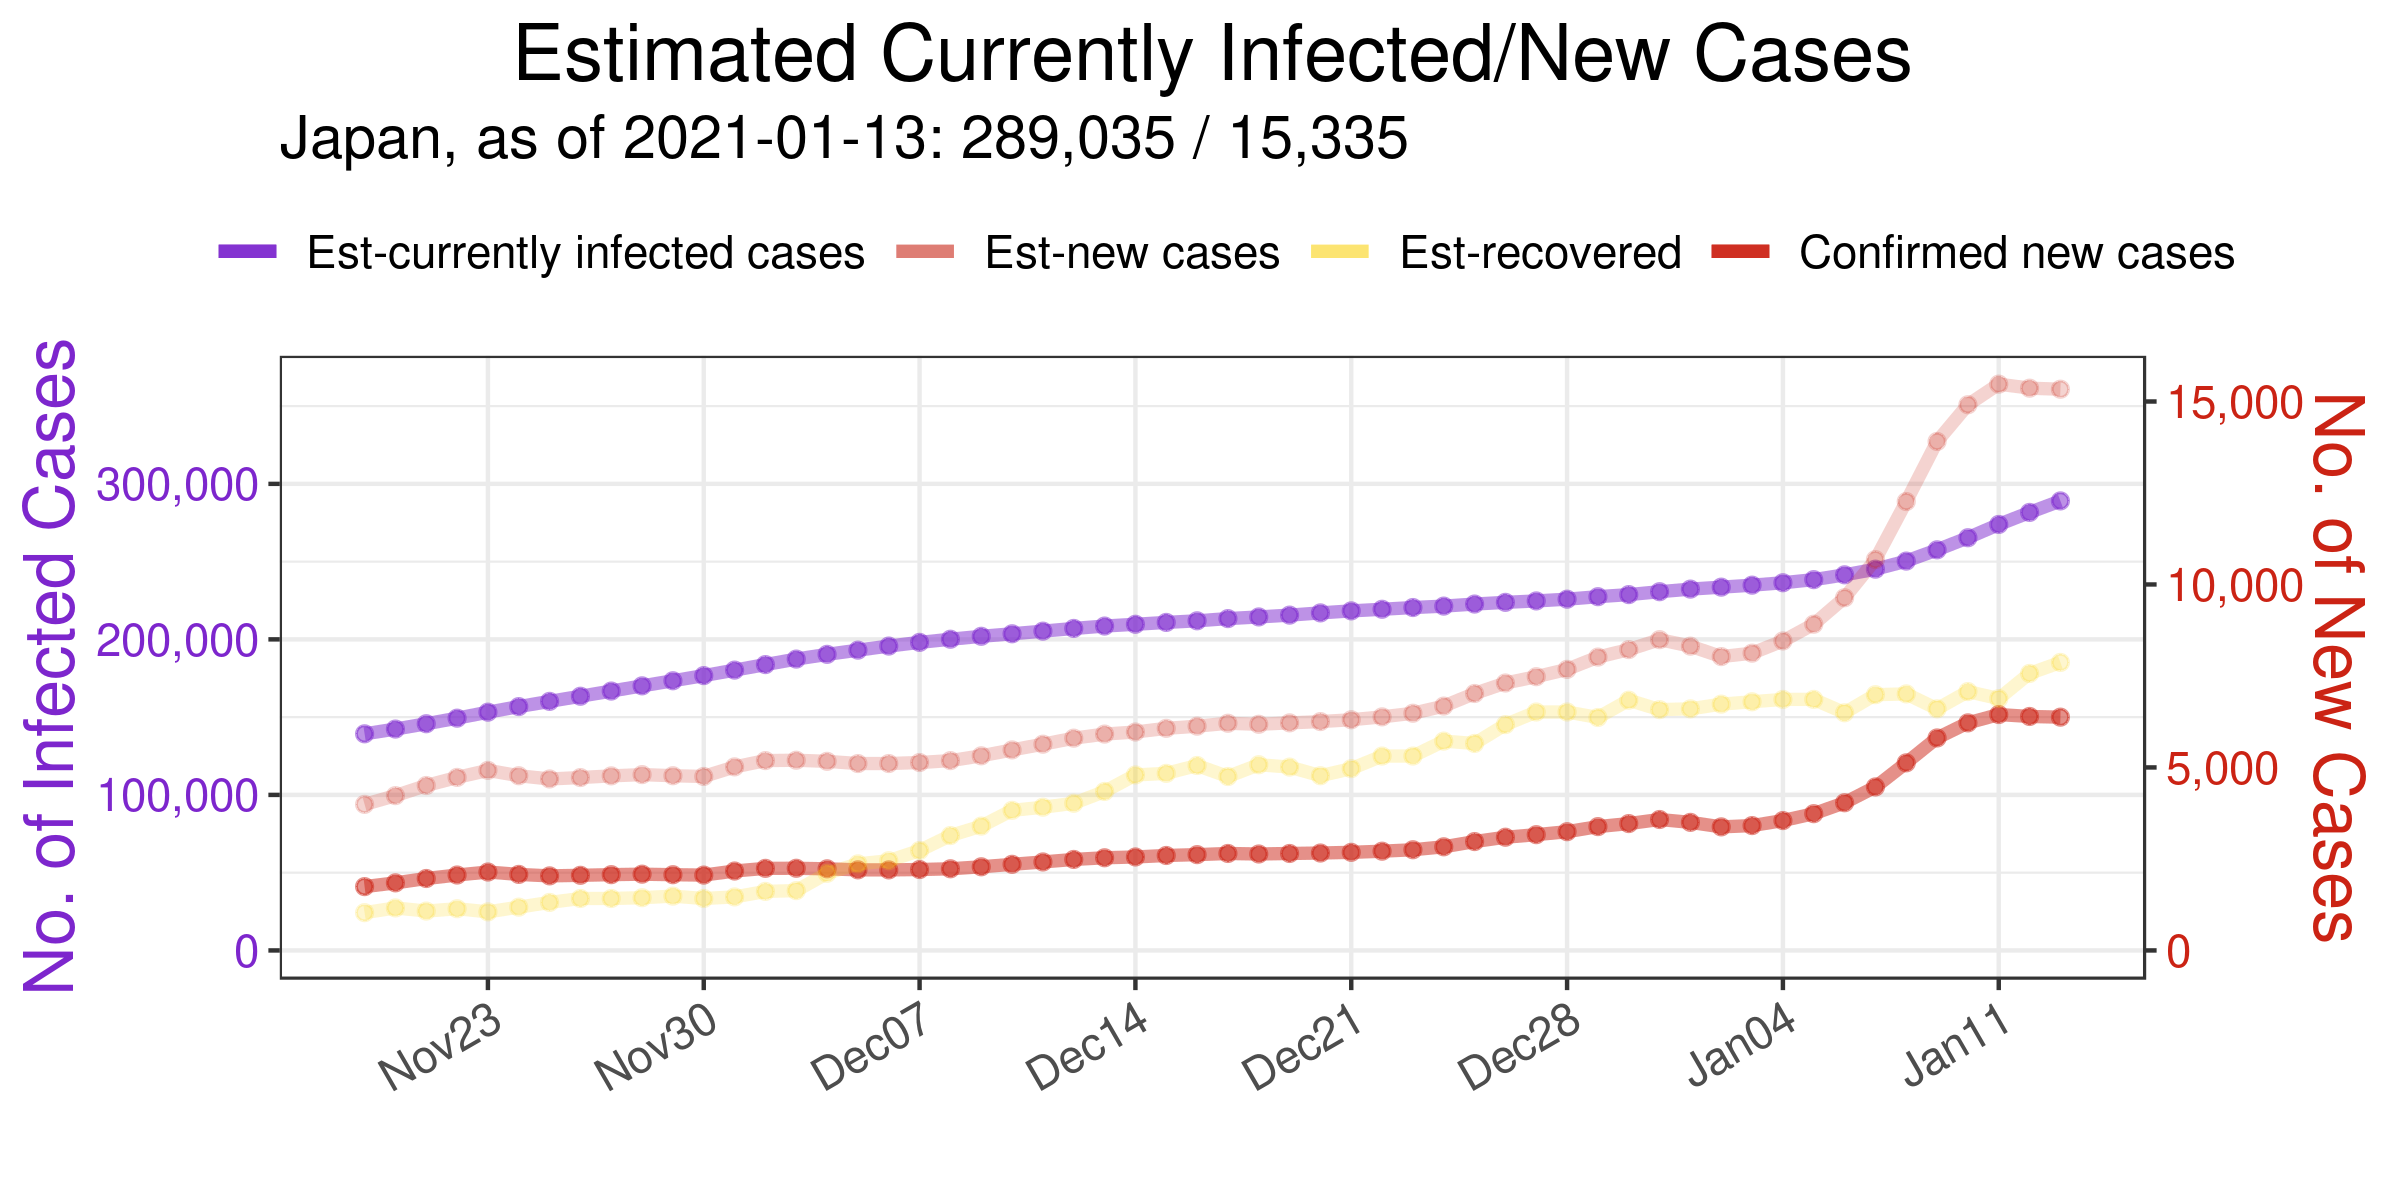 Estimated Currently Infected/New Cases
Japan, as of 2021-01-13: 289,035 / 15,335
Est-currently infected cases Est-new cases Est-recovered Confirmed new cases
No. of Infected Cases
300,000
200,000
100,000
0
15,000
10,000
5,000
0
No. of New Cases
Nov23 Nov30 Dec07 Dec14 Dec21 Dec28 Jan04 Jan11